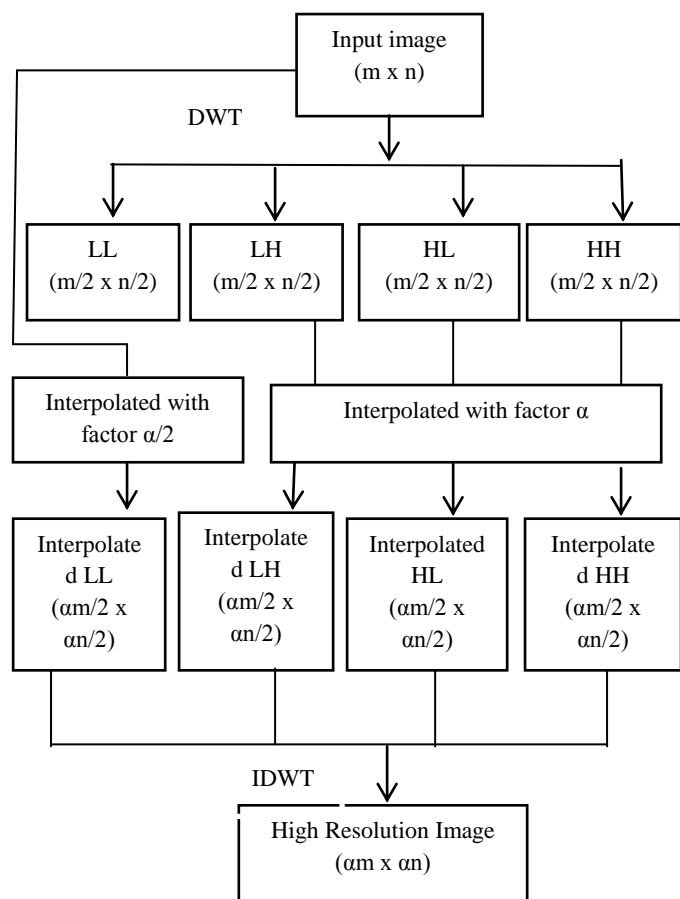 Input image
(m x n)
DWT
LL
(m/2 x n/2)
LH
(m/2 x n/2)
HL
(m/2 x n/2)
HH
(m/2 x n/2)
Interpolated with
factor α/2
Interpolated with factor α
Interpolate
d LL
(αm/2 x
αn/2)
Interpolate
d LH
(αm/2 x
αn/2)
Interpolated
HL
(αm/2 x
αn/2)
Interpolate
d HH
(αm/2 x
αn/2)
IDWT
High Resolution Image
(αm x αn)